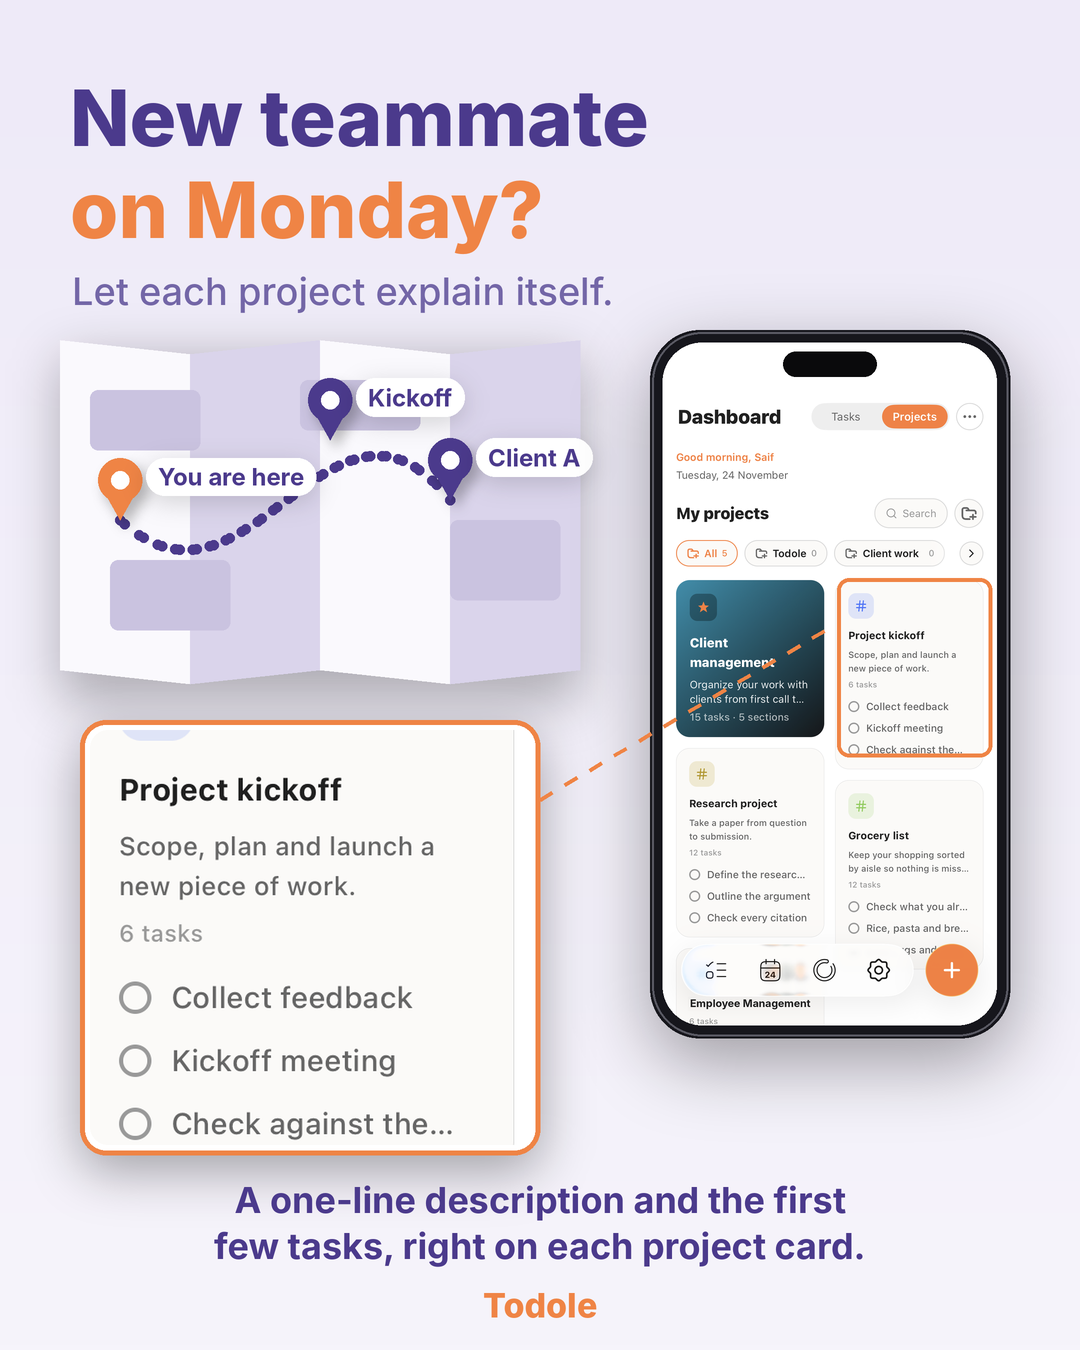 New teammate
on Monday?
Let each project explain itself.
Kickoff
Client A
You are here
Dashboard
Tasks
Projects
Good morning, Saif
Tuesday, 24 November
My projects
Search
All 5
Todole 0
Client work 0
Client
management
Organize your work with
clients from first call t...
15 tasks · 5 sections
Project kickoff
Scope, plan and launch a
new piece of work.
6 tasks
Collect feedback
Kickoff meeting
Check against the...
Research project
Take a paper from question
to submission.
12 tasks
Define the researc...
Outline the argument
Check every citation
Grocery list
Keep your shopping sorted
by aisle so nothing is miss...
12 tasks
Check what you alr...
Rice, pasta and bre...
24
Employee Management
6 tasks
Project kickoff
Scope, plan and launch a
new piece of work.
6 tasks
Collect feedback
Kickoff meeting
Check against the...
A one-line description and the first
few tasks, right on each project card.
Todole